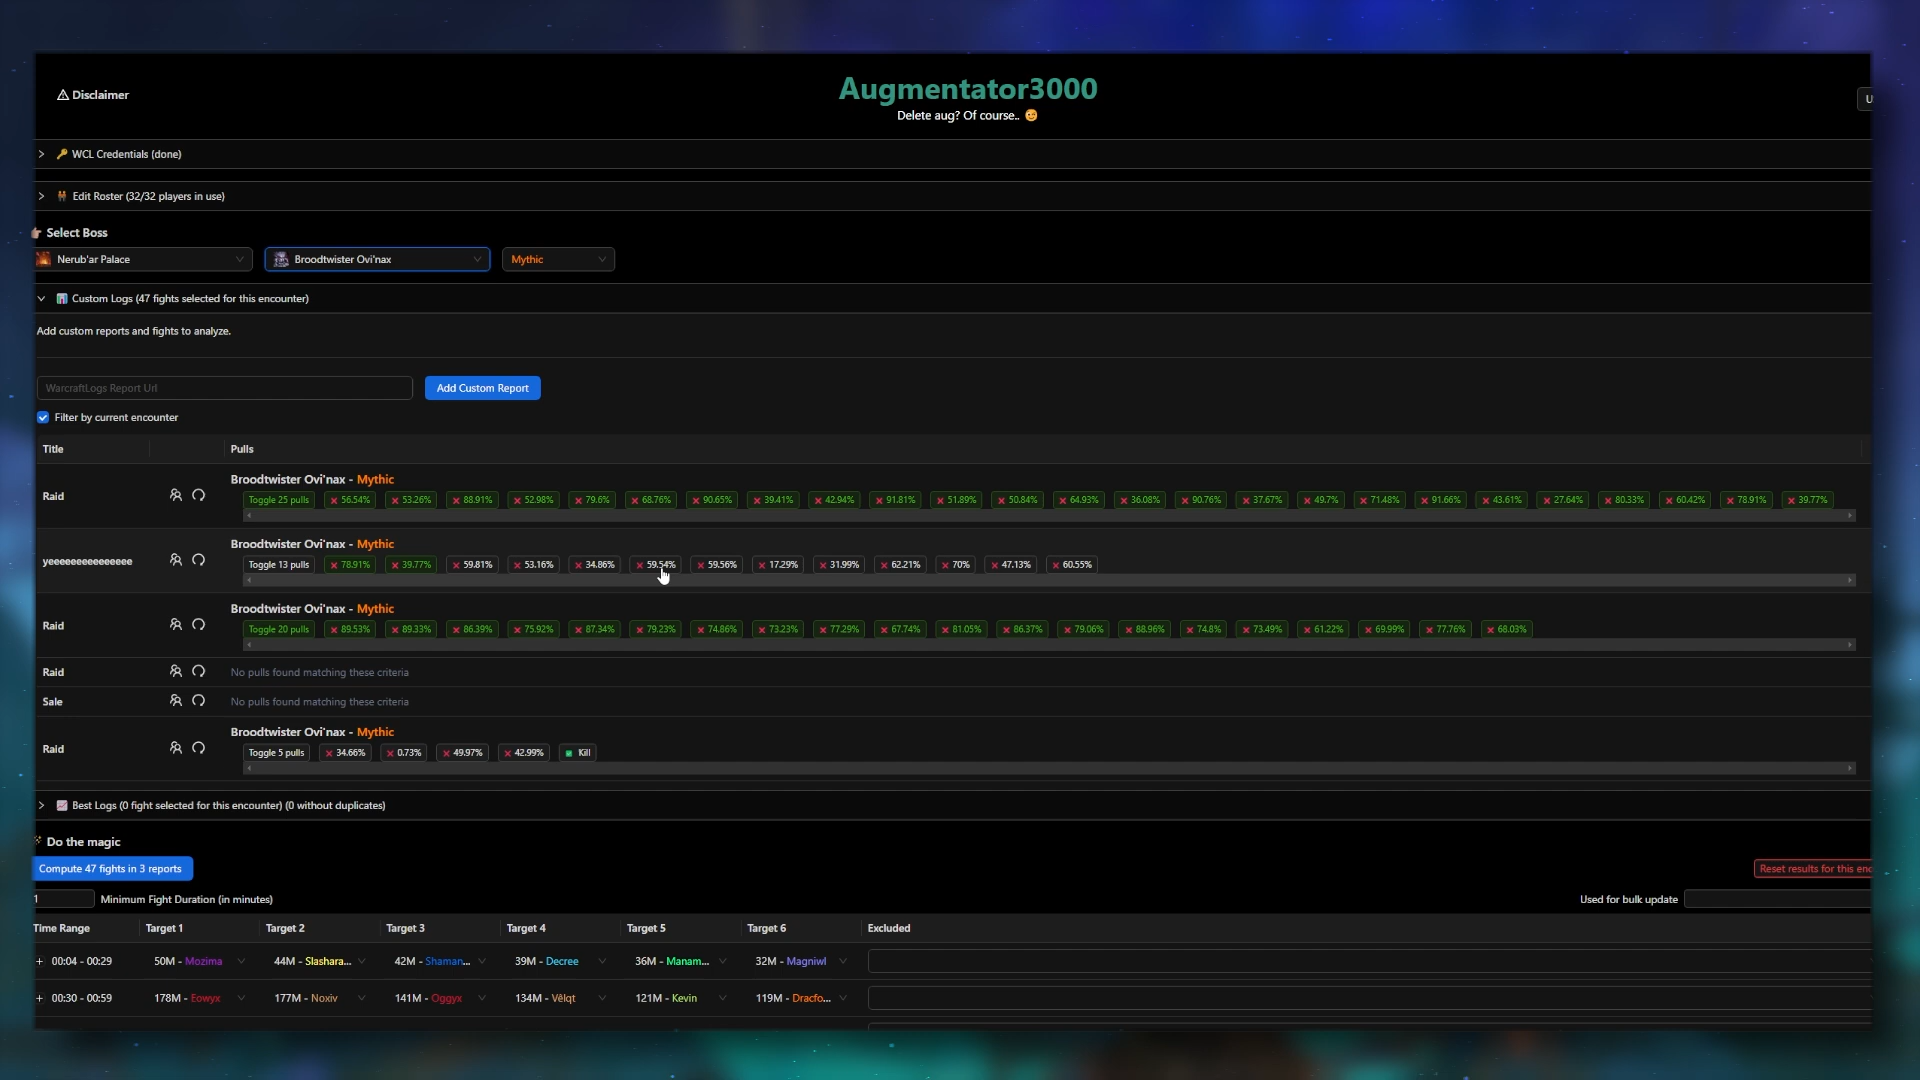 Disclaimer
Augmentator3000
Delete aug? Of course.. 😉
U
WCL Credentials (done)
Edit Roster (32/32 players in use)
Select Boss
Nerub'ar Palace Broodtwister Ovi'nax Mythic
Custom Logs (47 fights selected for this encounter)
Add custom reports and fights to analyze.
WarcraftLogs Report Url Add Custom Report
Filter by current encounter
Title Pulls
Broodtwister Ovi'nax - Mythic
Raid Toggle 25 pulls 56.54% 53.26% 88.91% 52.98% 79.6% 68.76% 90.65% 39.41% 42.94% 91.81% 51.89% 50.84% 64.93% 36.08% 90.76% 37.67% 49.7% 71.48% 91.66% 43.61% 27.64% 80.33% 60.42% 78.91% 39.77%
Broodtwister Ovi'nax - Mythic
yeeeeeeeeeeeeeee Toggle 13 pulls 78.91% 39.77% 59.81% 53.16% 34.86% 59.54% 59.56% 17.29% 31.99% 62.21% 70% 47.13% 60.55%
Broodtwister Ovi'nax - Mythic
Raid Toggle 20 pulls 89.53% 89.33% 86.39% 75.92% 87.34% 79.23% 74.86% 73.23% 77.29% 67.74% 81.05% 86.37% 79.06% 88.96% 74.8% 73.49% 61.22% 69.99% 77.76% 68.03%
Raid No pulls found matching these criteria
Sale No pulls found matching these criteria
Broodtwister Ovi'nax - Mythic
Raid Toggle 5 pulls 34.66% 0.73% 49.97% 42.99% Kill
Best Logs (0 fight selected for this encounter) (0 without duplicates)
Do the magic
Compute 47 fights in 3 reports Reset results for this enc
1 Minimum Fight Duration (in minutes) Used for bulk update
Time Range Target 1 Target 2 Target 3 Target 4 Target 5 Target 6 Excluded
+ 00:04 - 00:29 50M - Mozima 44M - Slashara... 42M - Shaman... 39M - Decree 36M - Manam... 32M - Magniwl
+ 00:30 - 00:59 178M - Eowyx 177M - Noxiv 141M - Oggyx 134M - Vêlqt 121M - Kevin 119M - Dracfo...